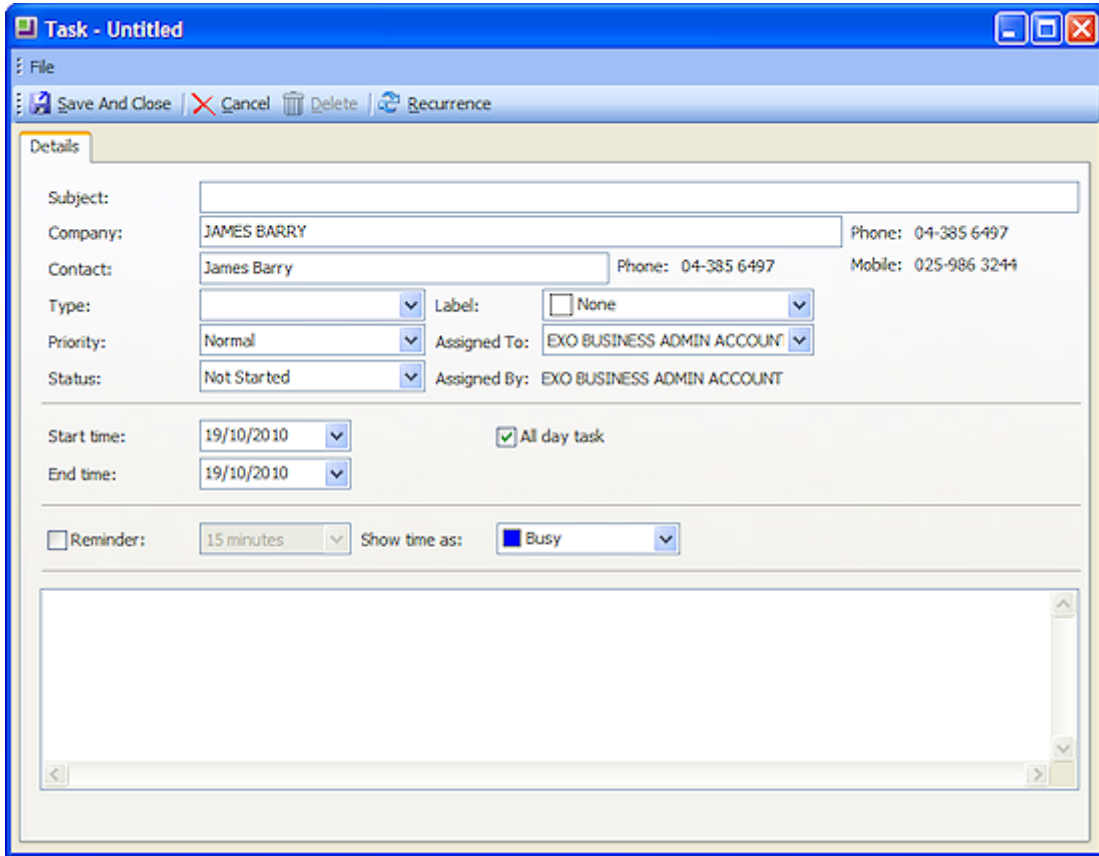 Task - Untitled
File
Save And Close Cancel Delete Recurrence
Details
Subject:
Company: JAMES BARRY Phone: 04-385 6497
Contact: James Barry Phone: 04-385 6497 Mobile: 025-986 3244
Type: Label: None
Priority: Normal Assigned To: EXO BUSINESS ADMIN ACCOUNT
Status: Not Started Assigned By: EXO BUSINESS ADMIN ACCOUNT
Start time: 19/10/2010 All day task
End time: 19/10/2010
Reminder: 15 minutes Show time as: Busy